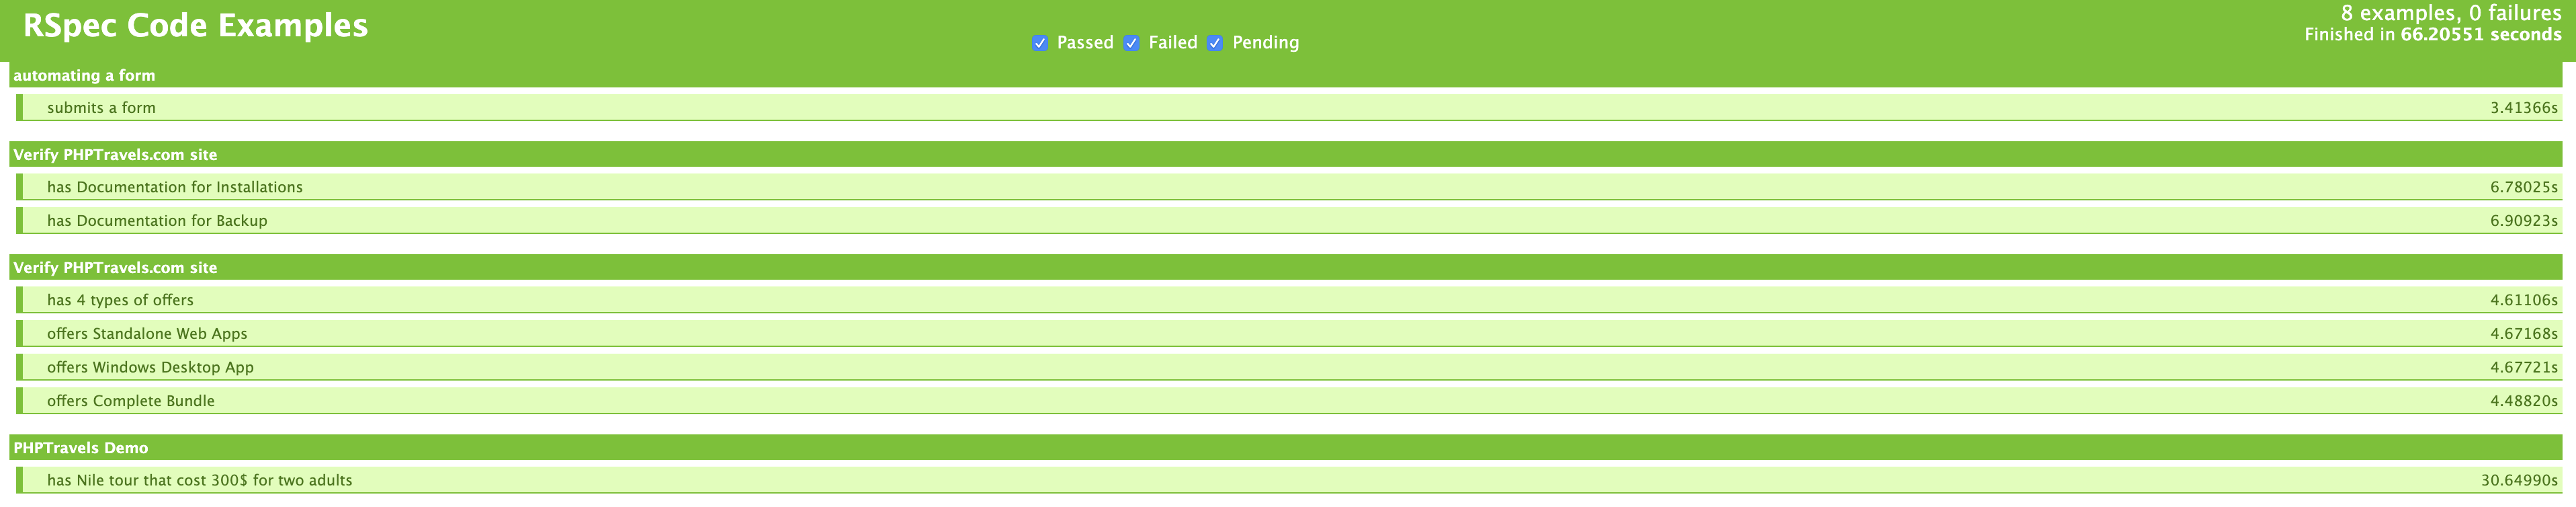 RSpec Code Examples
Passed Failed Pending
8 examples, 0 failures
Finished in 66.20551 seconds
automating a form
submits a form 3.41366s
Verify PHPTravels.com site
has Documentation for Installations 6.78025s
has Documentation for Backup 6.90923s
Verify PHPTravels.com site
has 4 types of offers 4.61106s
offers Standalone Web Apps 4.67168s
offers Windows Desktop App 4.67721s
offers Complete Bundle 4.48820s
PHPTravels Demo
has Nile tour that cost 300$ for two adults 30.64990s